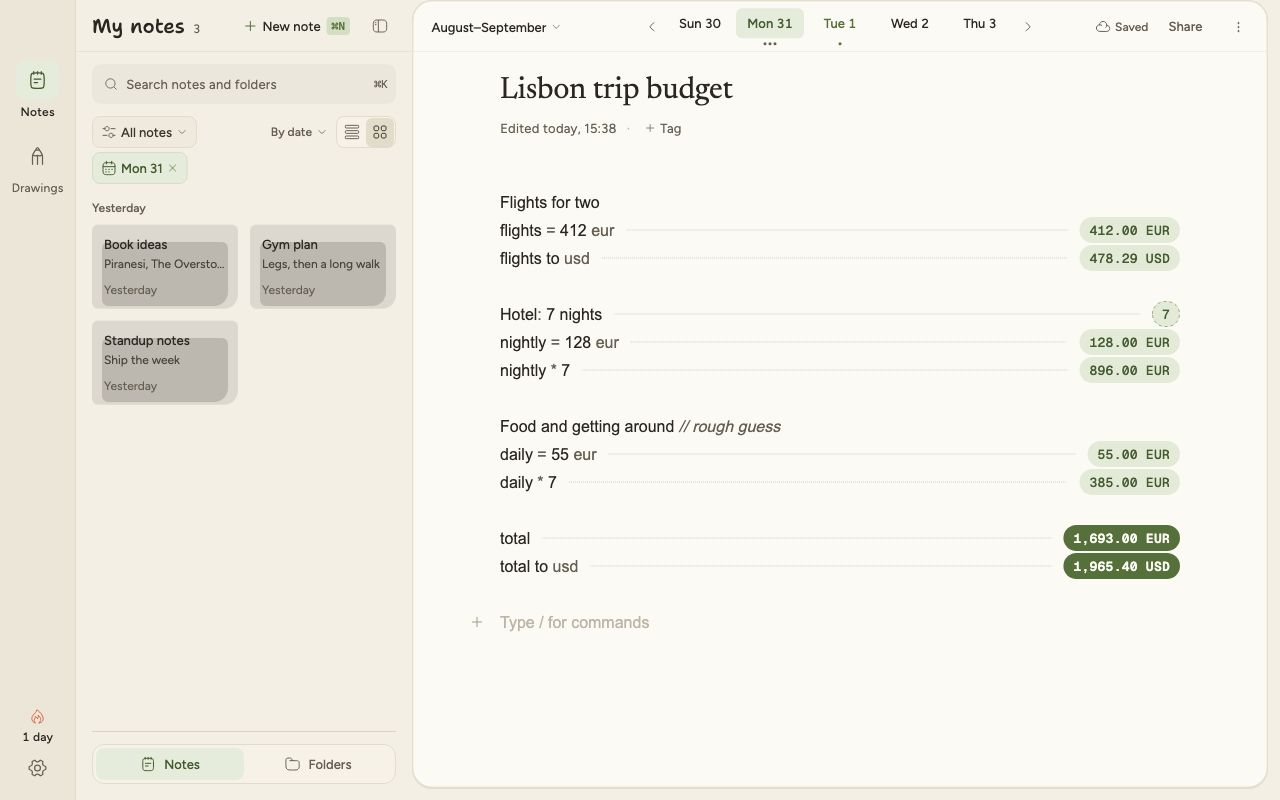 My notes 3
+ New note ⌘N
Search notes and folders ⌘K
All notes
By date
Mon 31 ×
Yesterday
Book ideas
Piranesi, The Oversto...
Yesterday
Gym plan
Legs, then a long walk
Yesterday
Standup notes
Ship the week
Yesterday
Notes
Drawings
1 day
Notes
Folders
August–September
Sun 30
Mon 31
Tue 1
Wed 2
Thu 3
Saved
Share
Lisbon trip budget
Edited today, 15:38 · + Tag
Flights for two
flights = 412 eur 412.00 EUR
flights to usd 478.29 USD
Hotel: 7 nights 7
nightly = 128 eur 128.00 EUR
nightly * 7 896.00 EUR
Food and getting around // rough guess
daily = 55 eur 55.00 EUR
daily * 7 385.00 EUR
total 1,693.00 EUR
total to usd 1,965.40 USD
+ Type / for commands